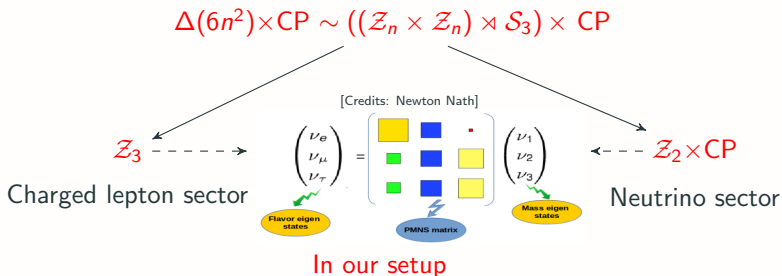 Δ(6n²)×CP ∼ ((𝒵ₙ × 𝒵ₙ) ⋊ 𝒮₃) × CP
[Credits: Newton Nath]
𝒵₃
Charged lepton sector
νₑ
ν_μ
ν_τ
=
ν₁
ν₂
ν₃
𝒵₂×CP
Neutrino sector
Flavor eigen
states
PMNS matrix
Mass eigen
states
In our setup